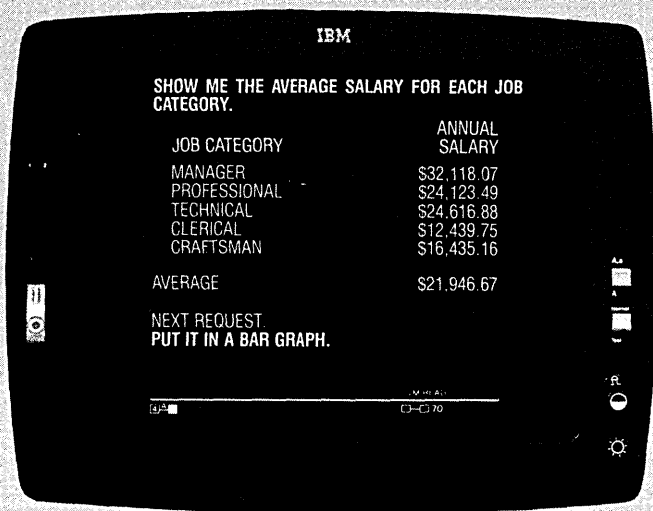 IBM
SHOW ME THE AVERAGE SALARY FOR EACH JOB
CATEGORY.
ANNUAL
JOB CATEGORY SALARY
MANAGER $32,118.07
PROFESSIONAL $24,123.49
TECHNICAL $24.616.88
CLERICAL $12,439.75
CRAFTSMAN $16,435.16
AVERAGE $21.946.67
NEXT REQUEST.
PUT IT IN A BAR GRAPH.
READ
4 A
70